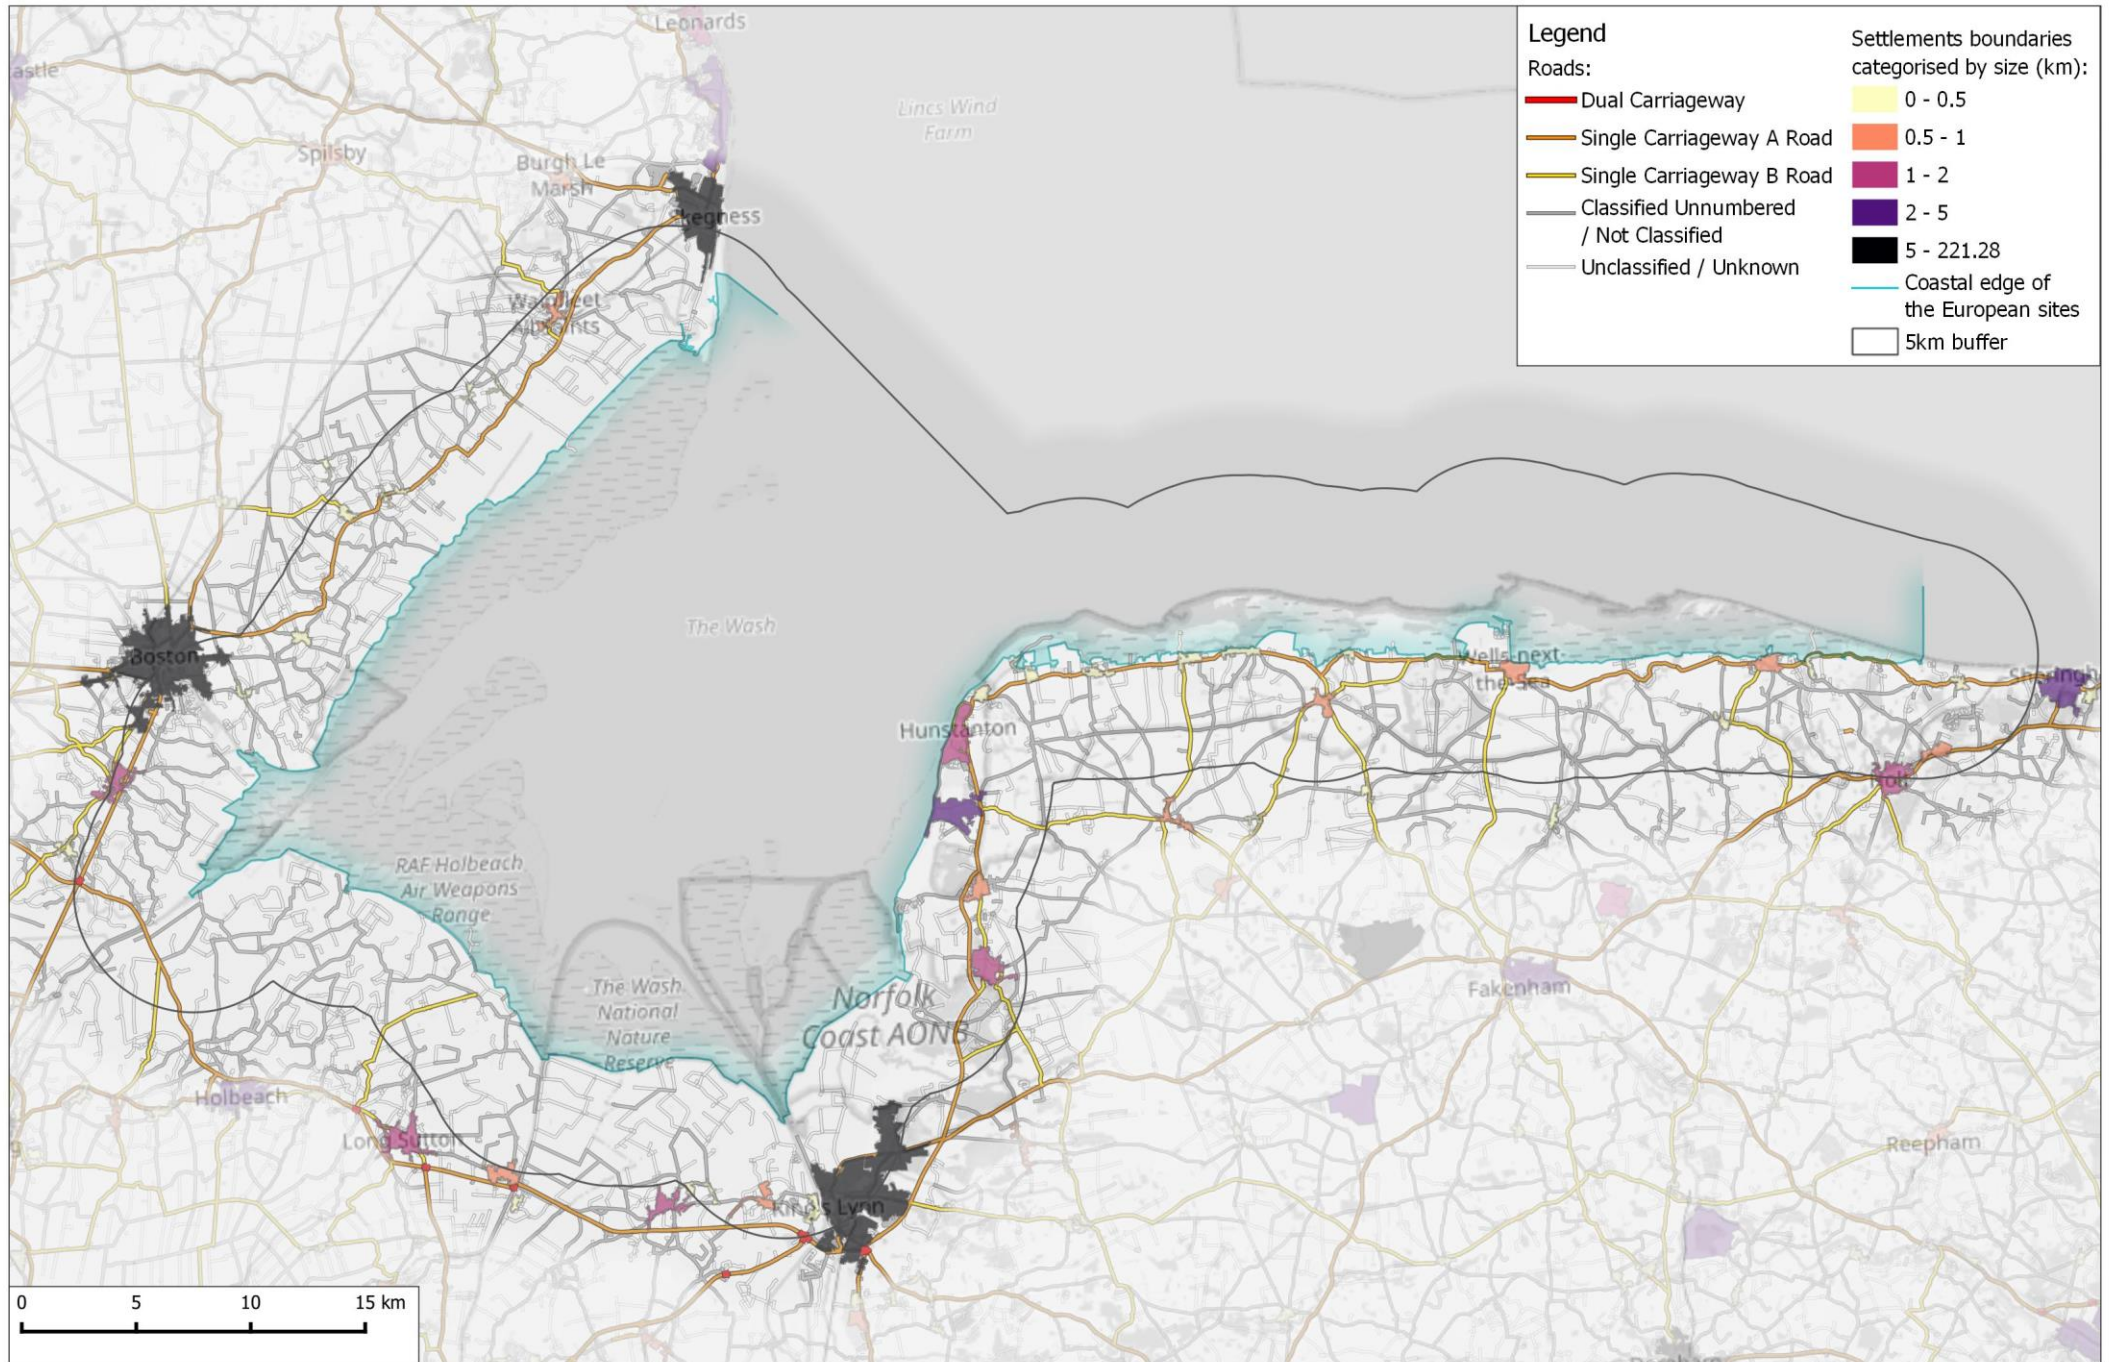 Leonards
astle
Lincs Wind
Farm
Spilsby
Burgh Le
Marsh
Skegness
Wainfleet
All Saints
Boston
The Wash
Wells-next
the-Sea
Hunstanton
RAF Holbeach
Air Weapons
Range
The Wash
National
Nature
Reserve
Norfolk
Coast AONB
Fakenham
Holbeach
Long Sutton
King's Lynn
Reepham
Legend
Roads:
Dual Carriageway
Single Carriageway A Road
Single Carriageway B Road
Classified Unnumbered
/ Not Classified
Unclassified / Unknown
Settlements boundaries
categorised by size (km):
0 - 0.5
0.5 - 1
1 - 2
2 - 5
5 - 221.28
Coastal edge of
the European sites
5km buffer
0 5 10 15 km